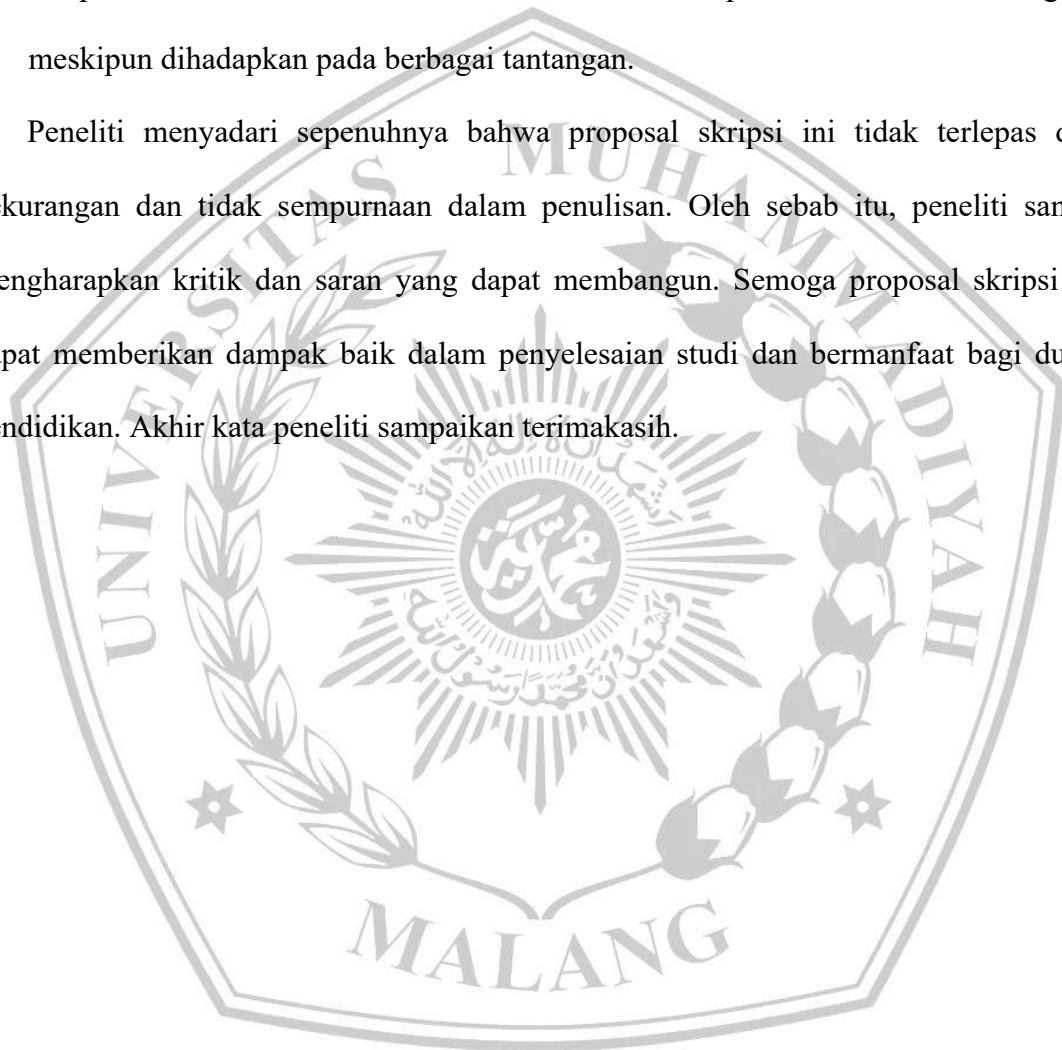 meskipun dihadapkan pada berbagai tantangan.
Peneliti menyadari sepenuhnya bahwa proposal skripsi ini tidak terlepas
ekurangan dan tidak sempurnaan dalam penulisan. Oleh sebab itu, peneliti
engharapkan kritik dan saran yang dapat membangun. Semoga proposal skripsi
apat memberikan dampak baik dalam penyelesaian studi dan bermanfaat bagi
endidikan. Akhir kata peneliti sampaikan terimakasih.
UNIVERSITAS MUHAMMADIYAH
MALANG